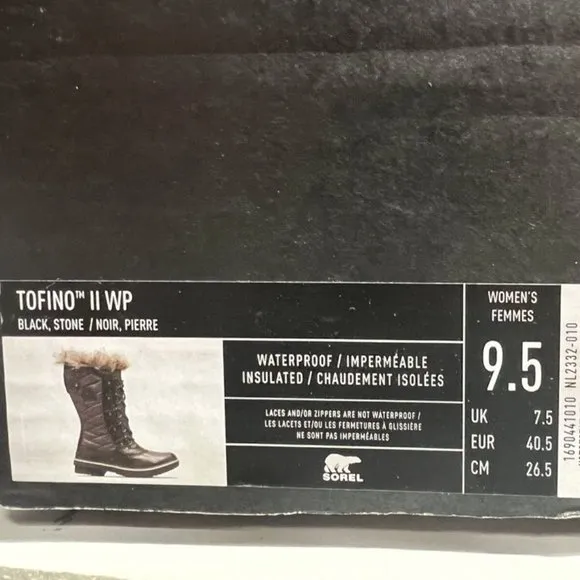 TOFINO™ II WP
BLACK, STONE / NOIR, PIERRE
WATERPROOF / IMPERMÉABLE
INSULATED / CHAUDEMENT ISOLÉES
LACES AND/OR ZIPPERS ARE NOT WATERPROOF /
LES LACETS ET/OU LES FERMETURES À GLISSIÈRE
NE SONT PAS IMPERMÉABLES
SOREL
WOMEN'S
FEMMES
9.5
UK 7.5
EUR 40.5
CM 26.5
1690441010 NL2332-010